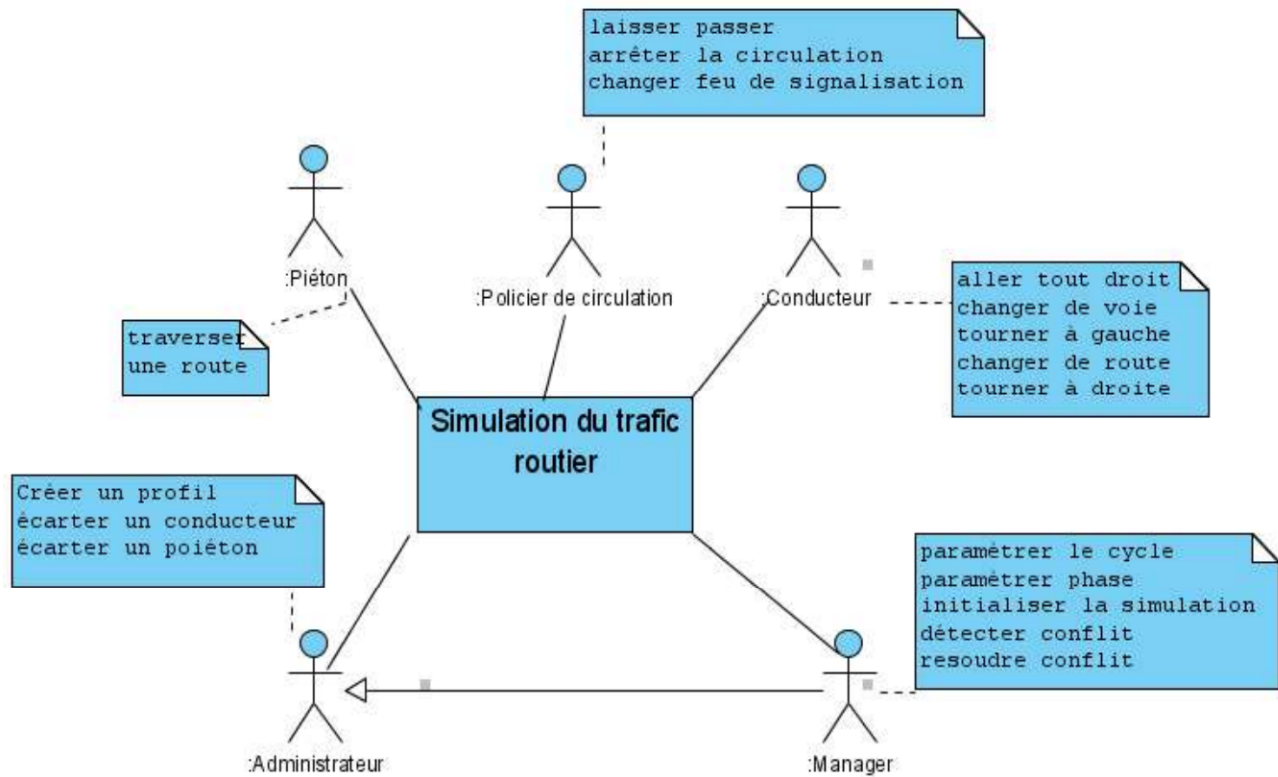 laisser passer
arrêter la circulation
changer feu de signalisation
:Piéton
:Policier de circulation
:Conducteur
traverser
une route
aller tout droit
changer de voie
tourner à gauche
changer de route
tourner à droite
Simulation du trafic
routier
Créer un profil
écarter un conducteur
écarter un poiéton
paramètrer le cycle
paramètrer phase
initialiser la simulation
détecter conflit
resoudre conflit
:Administrateur
:Manager